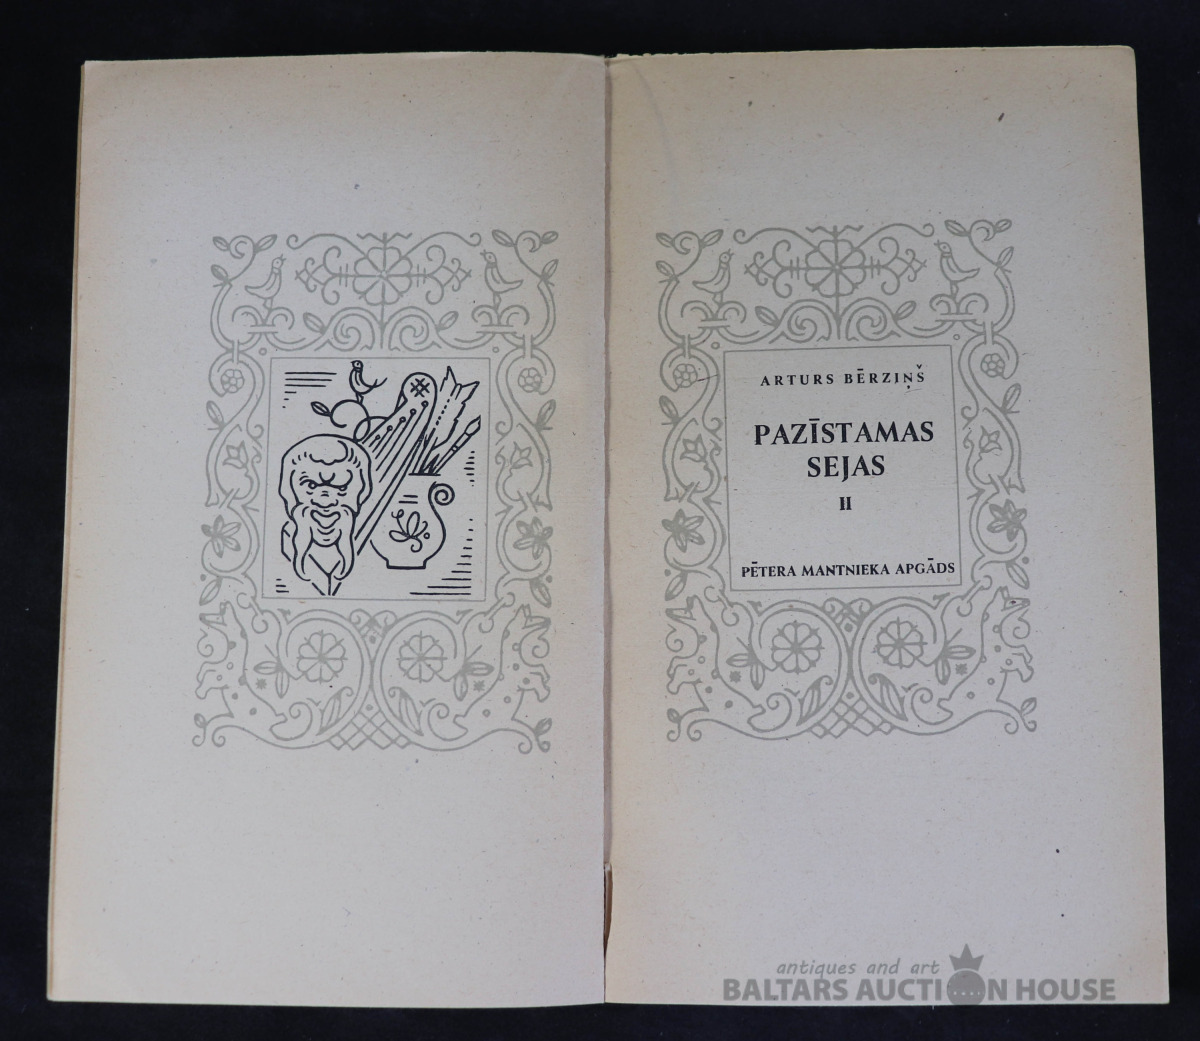 ARTURS BĒRZIŅŠ
PAZĪSTAMAS
SEJAS
II
PĒTERA MANTNIEKA APGĀDS
antiques and art
BALTARS AUCTION HOUSE